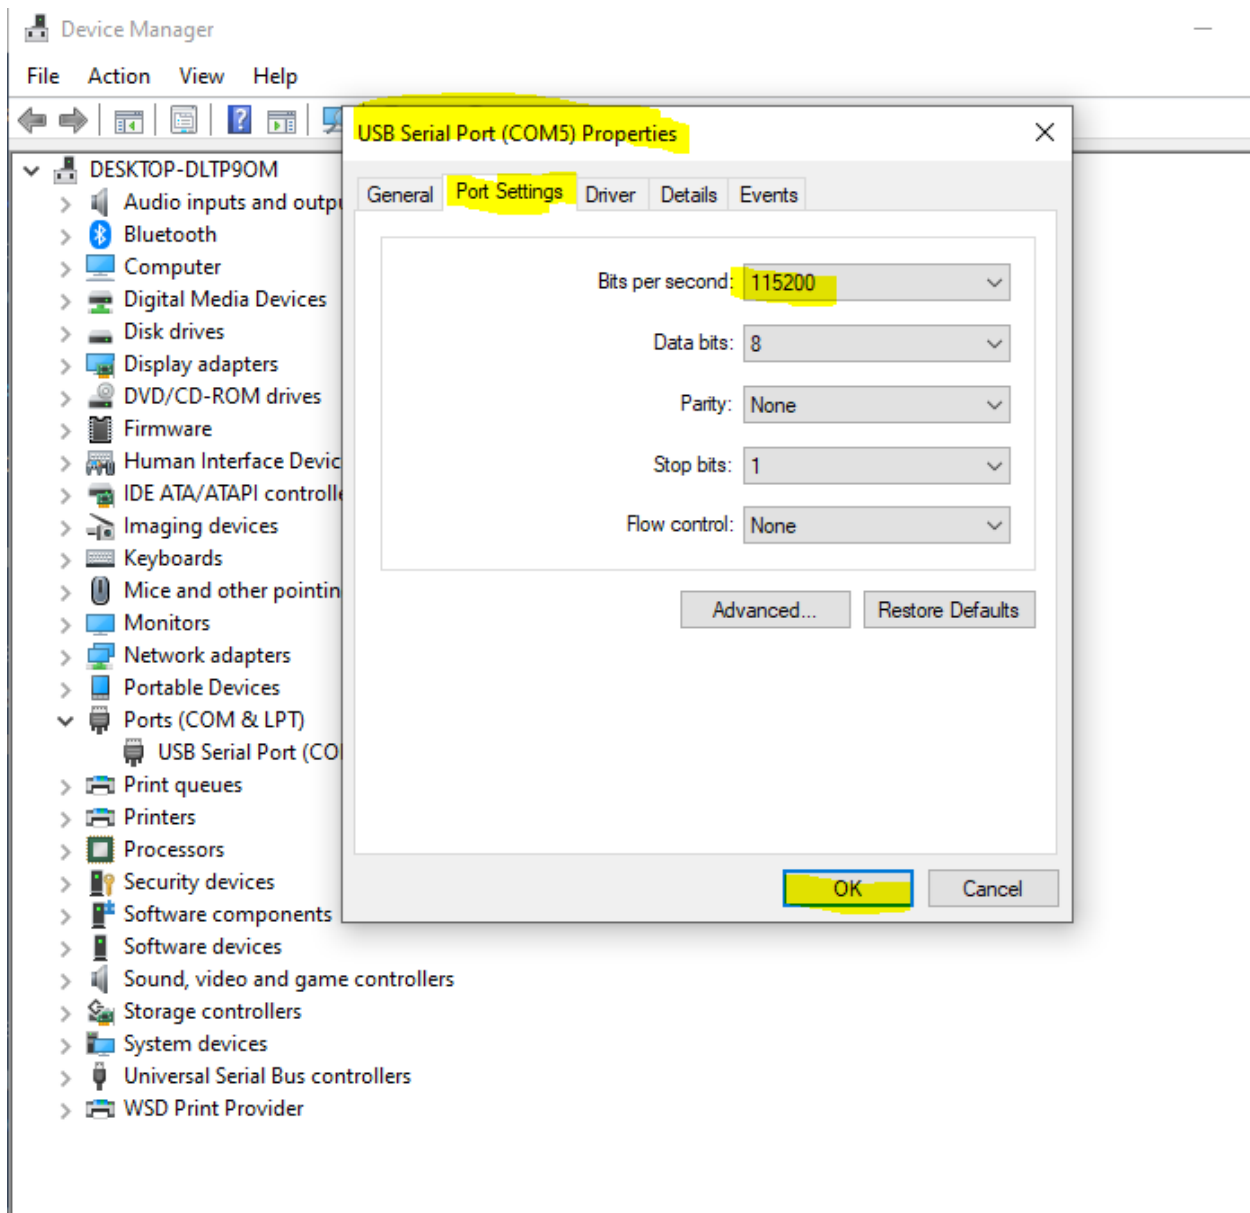 Device Manager
File Action View Help
USB Serial Port (COM5) Properties
General Port Settings Driver Details Events
Bits per second: 115200
Data bits: 8
Parity: None
Stop bits: 1
Flow control: None
Advanced... Restore Defaults
OK Cancel
DESKTOP-DLTP9OM
Audio inputs and outpu
Bluetooth
Computer
Digital Media Devices
Disk drives
Display adapters
DVD/CD-ROM drives
Firmware
Human Interface Devic
IDE ATA/ATAPI controlle
Imaging devices
Keyboards
Mice and other pointin
Monitors
Network adapters
Portable Devices
Ports (COM & LPT)
USB Serial Port (CO
Print queues
Printers
Processors
Security devices
Software components
Software devices
Sound, video and game controllers
Storage controllers
System devices
Universal Serial Bus controllers
WSD Print Provider